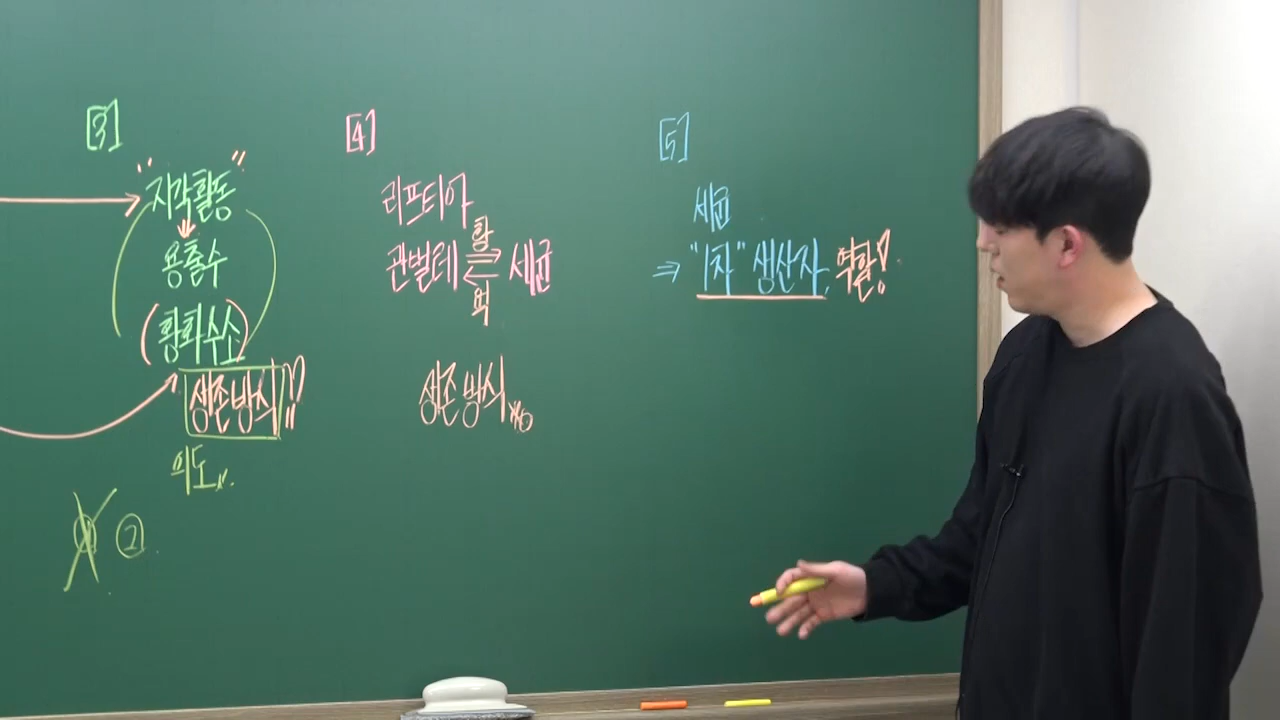 [3]
"지각활동"
용출수
(황화수소)
생존방식!!
의도
① ②
[4]
리프티아
황
관벌레 ⇄ 세균
먹
생존 방식
[5]
세균
⇒ "1차" 생산자, 역할!